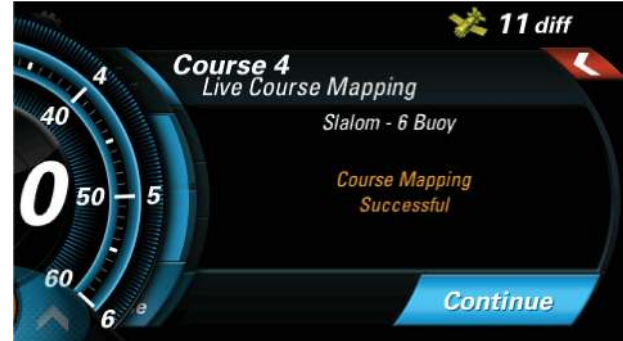 11 diff
Course 4
Live Course Mapping
Slalom - 6 Buoy
Course Mapping
Successful
Continue
4
40
0
50
5
60
6